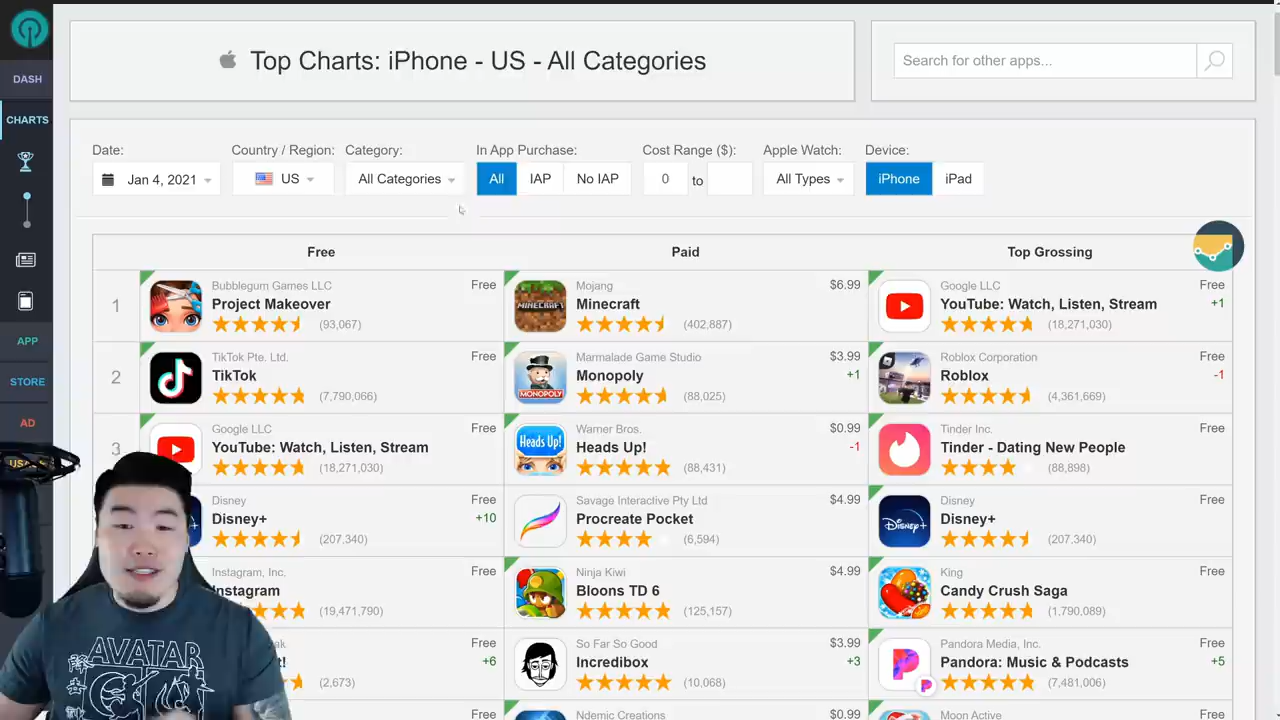 Top Charts: iPhone - US - All Categories
Search for other apps...
DASH
CHARTS
APP
STORE
AD
Date:
Country / Region:
Category:
In App Purchase:
Cost Range ($):
Apple Watch:
Device:
Jan 4, 2021
US
All Categories
All
IAP
No IAP
0
to
All Types
iPhone
iPad
Free
Paid
Top Grossing
1
Bubblegum Games LLC
Free
Project Makeover
(93,067)
Mojang
$6.99
Minecraft
MINECRAFT
(402,887)
Google LLC
Free
YouTube: Watch, Listen, Stream
+1
(18,271,030)
2
TikTok Pte. Ltd.
Free
TikTok
(7,790,066)
Marmalade Game Studio
$3.99
Monopoly
+1
MONOPOLY
(88,025)
Roblox Corporation
Free
Roblox
-1
(4,361,669)
3
Google LLC
Free
YouTube: Watch, Listen, Stream
(18,271,030)
Warner Bros.
$0.99
Heads Up!
Heads Up!
-1
(88,431)
Tinder Inc.
Free
Tinder - Dating New People
(88,898)
Disney
Free
Disney+
+10
(207,340)
Savage Interactive Pty Ltd
$4.99
Procreate Pocket
(6,594)
Disney
Free
Disney+
Disney+
(207,340)
Instagram, Inc.
Free
Instagram
(19,471,790)
Ninja Kiwi
$4.99
Bloons TD 6
(125,157)
King
Free
Candy Crush Saga
(1,790,089)
Free
+6
(2,673)
So Far So Good
$3.99
Incredibox
+3
(10,068)
Pandora Media, Inc.
Free
Pandora: Music & Podcasts
+5
(7,481,006)
Free
Ndemic Creations
$0.99
Moon Active
Free
AVATAR